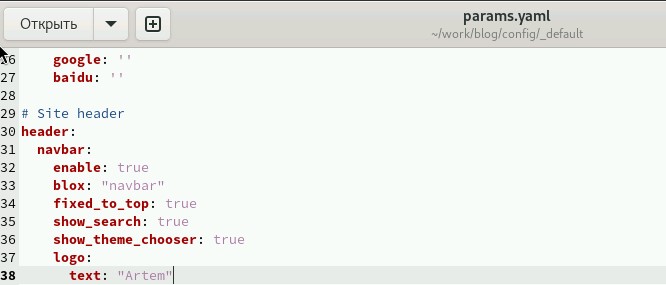 Открыть
params.yaml
~/work/blog/config/_default
26 google: ''
27 baidu: ''
28
29 # Site header
30 header:
31 navbar:
32 enable: true
33 blox: "navbar"
34 fixed_to_top: true
35 show_search: true
36 show_theme_chooser: true
37 logo:
38 text: "Artem"